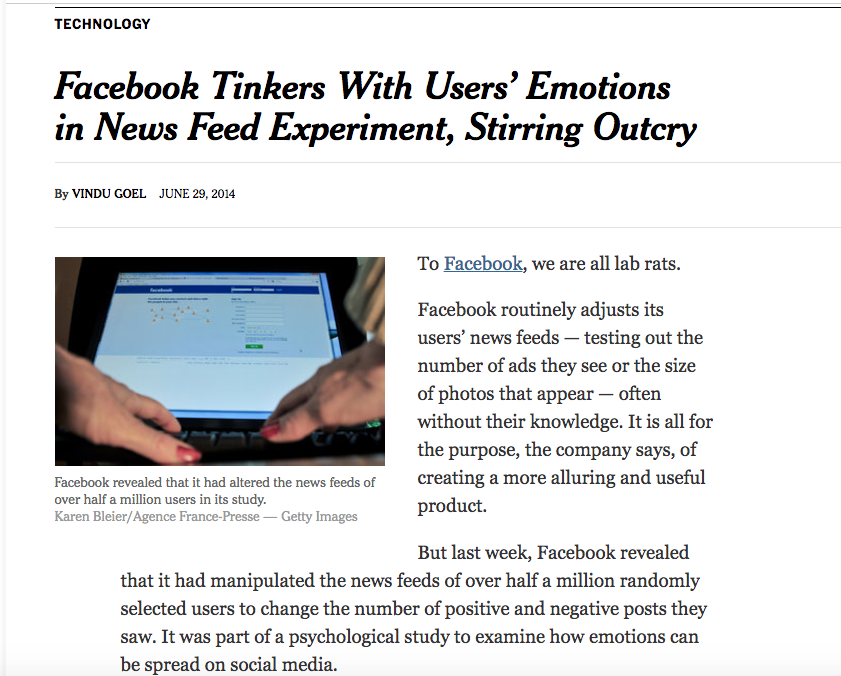 TECHNOLOGY
Facebook Tinkers With Users’ Emotions
in News Feed Experiment, Stirring Outcry
By VINDU GOEL JUNE 29, 2014
facebook
Facebook revealed that it had altered the news feeds of
over half a million users in its study.
Karen Bleier/Agence France-Presse — Getty Images
To Facebook, we are all lab rats.
Facebook routinely adjusts its
users’ news feeds — testing out the
number of ads they see or the size
of photos that appear — often
without their knowledge. It is all for
the purpose, the company says, of
creating a more alluring and useful
product.
But last week, Facebook revealed
that it had manipulated the news feeds of over half a million randomly
selected users to change the number of positive and negative posts they
saw. It was part of a psychological study to examine how emotions can
be spread on social media.